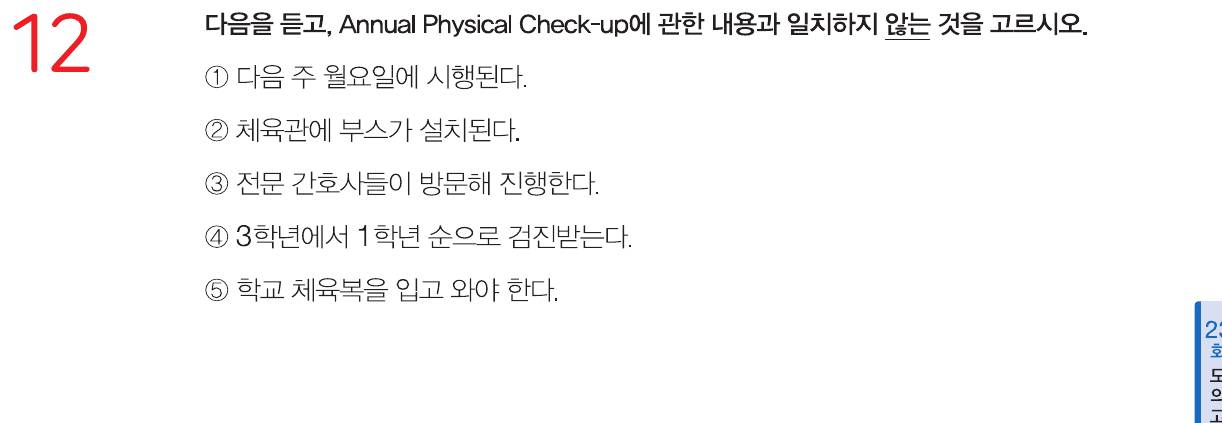 12
다음을 듣고, Annual Physical Check-up에 관한 내용과 일치하지 않는 것을 고르시오.
① 다음 주 월요일에 시행된다.
② 체육관에 부스가 설치된다.
③ 전문 간호사들이 방문해 진행한다.
④ 3학년에서 1학년 순으로 검진받는다.
⑤ 학교 체육복을 입고 와야 한다.